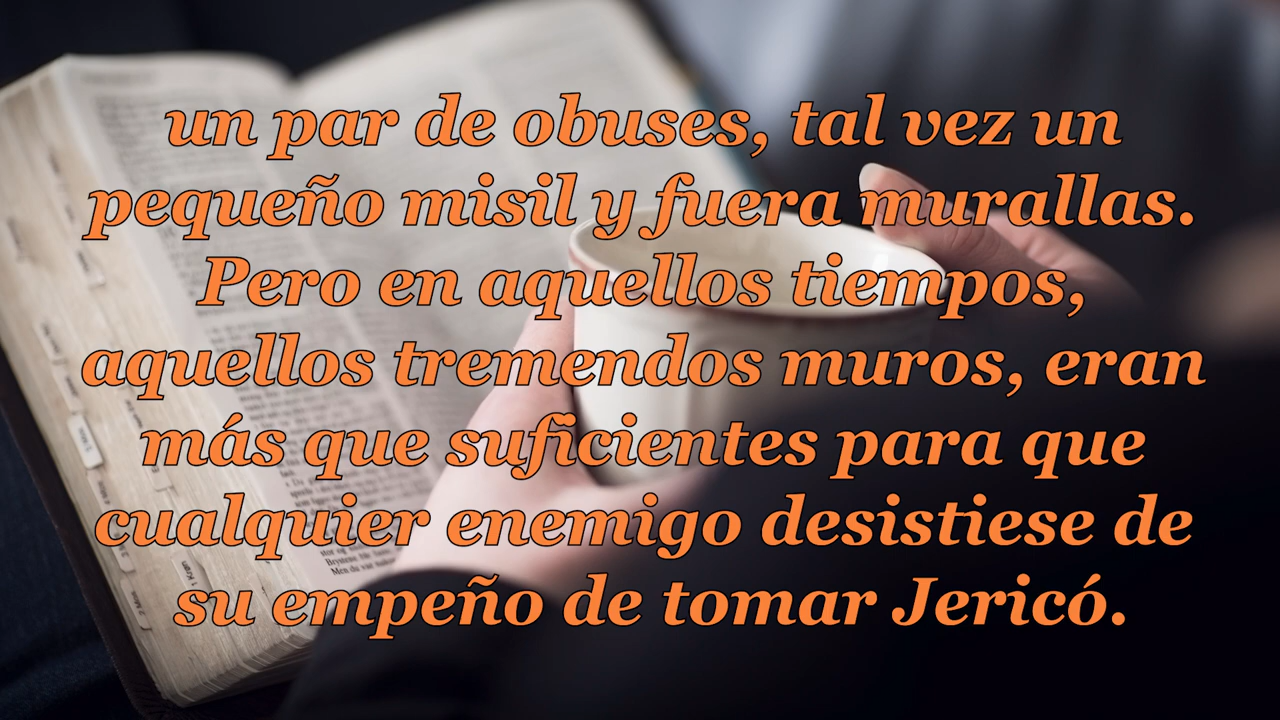 un par de obuses, tal vez un
pequeño misil y fuera murallas.
Pero en aquellos tiempos,
aquellos tremendos muros, eran
más que suficientes para que
cualquier enemigo desistiese de
su empeño de tomar Jericó.